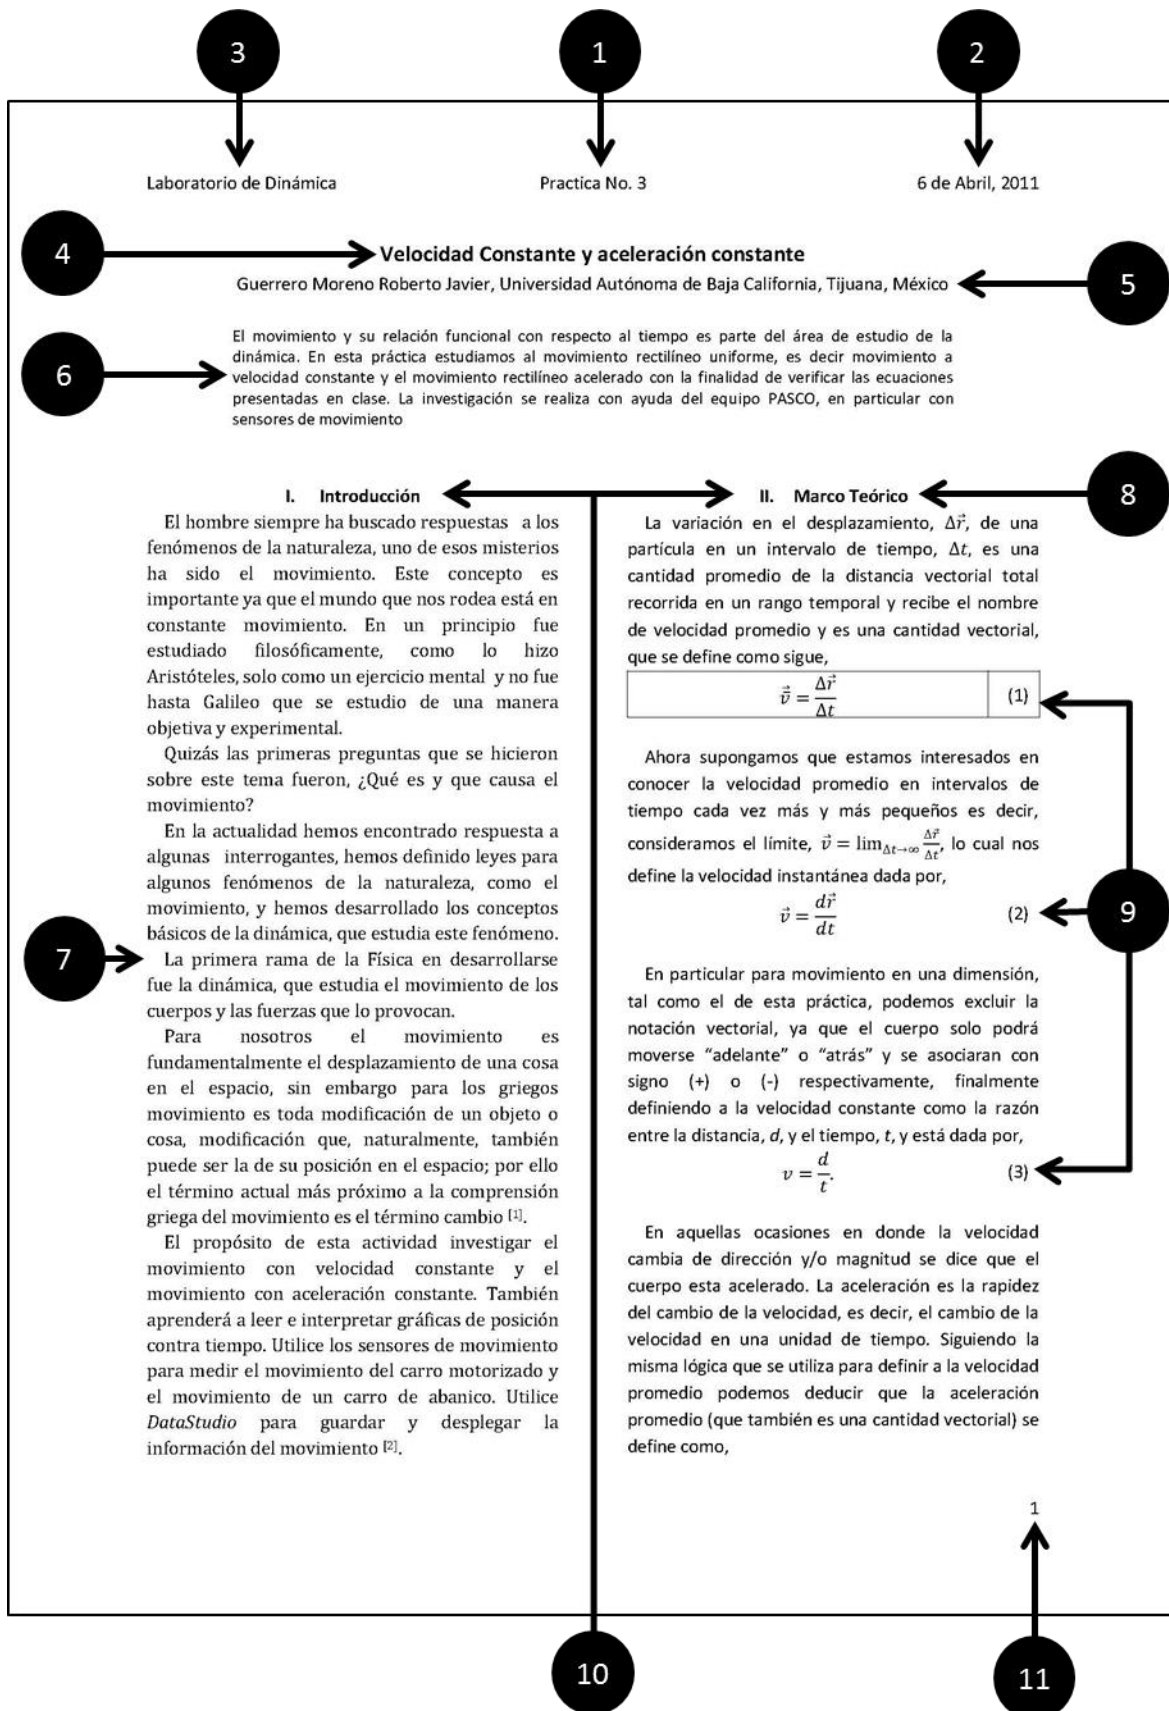 3 1 2
Laboratorio de Dinámica Practica No. 3 6 de Abril, 2011
4
Velocidad Constante y aceleración constante
Guerrero Moreno Roberto Javier, Universidad Autónoma de Baja California, Tijuana, México
5
6
El movimiento y su relación funcional con respecto al tiempo es parte del área de estudio de la
dinámica. En esta práctica estudiamos al movimiento rectilíneo uniforme, es decir movimiento a
velocidad constante y el movimiento rectilíneo acelerado con la finalidad de verificar las ecuaciones
presentadas en clase. La investigación se realiza con ayuda del equipo PASCO, en particular con
sensores de movimiento
I. Introducción
El hombre siempre ha buscado respuestas a los
fenómenos de la naturaleza, uno de esos misterios
ha sido el movimiento. Este concepto es
importante ya que el mundo que nos rodea está en
constante movimiento. En un principio fue
estudiado filosóficamente, como lo hizo
Aristóteles, solo como un ejercicio mental y no fue
hasta Galileo que se estudio de una manera
objetiva y experimental.
Quizás las primeras preguntas que se hicieron
sobre este tema fueron, ¿Qué es y que causa el
movimiento?
En la actualidad hemos encontrado respuesta a
algunas interrogantes, hemos definido leyes para
algunos fenómenos de la naturaleza, como el
movimiento, y hemos desarrollado los conceptos
básicos de la dinámica, que estudia este fenómeno.
7
La primera rama de la Física en desarrollarse
fue la dinámica, que estudia el movimiento de los
cuerpos y las fuerzas que lo provocan.
Para nosotros el movimiento es
fundamentalmente el desplazamiento de una cosa
en el espacio, sin embargo para los griegos
movimiento es toda modificación de un objeto o
cosa, modificación que, naturalmente, también
puede ser la de su posición en el espacio; por ello
el término actual más próximo a la comprensión
griega del movimiento es el término cambio [1].
El propósito de esta actividad investigar el
movimiento con velocidad constante y el
movimiento con aceleración constante. También
aprenderá a leer e interpretar gráficas de posición
contra tiempo. Utilice los sensores de movimiento
para medir el movimiento del carro motorizado y
el movimiento de un carro de abanico. Utilice
DataStudio para guardar y desplegar la
información del movimiento [2].
II. Marco Teórico
8
La variación en el desplazamiento, Δr⃗, de una
partícula en un intervalo de tiempo, Δt, es una
cantidad promedio de la distancia vectorial total
recorrida en un rango temporal y recibe el nombre
de velocidad promedio y es una cantidad vectorial,
que se define como sigue,
v̄⃗ = Δr⃗/Δt (1)
Ahora supongamos que estamos interesados en
conocer la velocidad promedio en intervalos de
tiempo cada vez más y más pequeños es decir,
consideramos el límite, v⃗ = lim Δt→∞ Δr⃗/Δt, lo cual nos
define la velocidad instantánea dada por,
v⃗ = dr⃗/dt (2)
9
En particular para movimiento en una dimensión,
tal como el de esta práctica, podemos excluir la
notación vectorial, ya que el cuerpo solo podrá
moverse “adelante” o “atrás” y se asociaran con
signo (+) o (-) respectivamente, finalmente
definiendo a la velocidad constante como la razón
entre la distancia, d, y el tiempo, t, y está dada por,
v = d/t. (3)
En aquellas ocasiones en donde la velocidad
cambia de dirección y/o magnitud se dice que el
cuerpo esta acelerado. La aceleración es la rapidez
del cambio de la velocidad, es decir, el cambio de la
velocidad en una unidad de tiempo. Siguiendo la
misma lógica que se utiliza para definir a la velocidad
promedio podemos deducir que la aceleración
promedio (que también es una cantidad vectorial) se
define como,
1
10 11